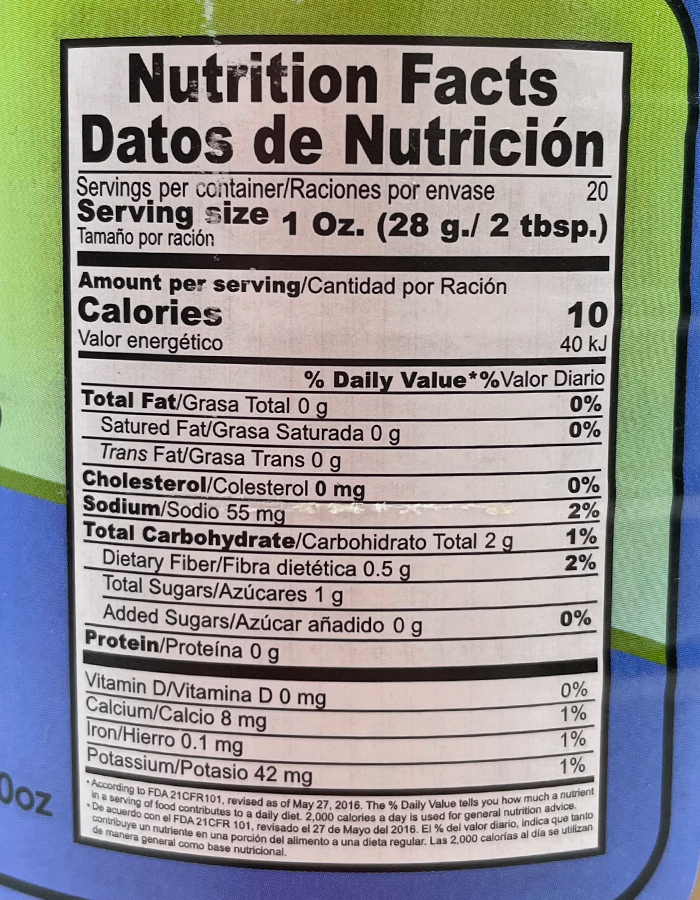 Nutrition Facts
Datos de Nutrición
Servings per container/Raciones por envase 20
Serving size 1 Oz. (28 g./ 2 tbsp.)
Tamaño por ración
Amount per serving/Cantidad por Ración
Calories 10
Valor energético 40 kJ
% Daily Value*%Valor Diario
Total Fat/Grasa Total 0 g 0%
Satured Fat/Grasa Saturada 0 g 0%
Trans Fat/Grasa Trans 0 g
Cholesterol/Colesterol 0 mg 0%
Sodium/Sodio 55 mg 2%
Total Carbohydrate/Carbohidrato Total 2 g 1%
Dietary Fiber/Fibra dietética 0.5 g 2%
Total Sugars/Azúcares 1 g
Added Sugars/Azúcar añadido 0 g 0%
Protein/Proteína 0 g
Vitamin D/Vitamina D 0 mg 0%
Calcium/Calcio 8 mg 1%
Iron/Hierro 0.1 mg 1%
Potassium/Potasio 42 mg 1%
*According to FDA 21CFR101, revised as of May 27, 2016. The % Daily Value tells you how much a nutrient
in a serving of food contributes to a daily diet. 2,000 calories a day is used for general nutrition advice.
*De acuerdo con el FDA 21CFR 101, revisado el 27 de Mayo del 2016. El % del valor diario, indica que tanto
contribuye un nutriente en una porción del alimento a una dieta regular. Las 2,000 calorías al día se utilizan
de manera general como base nutricional.
0oz